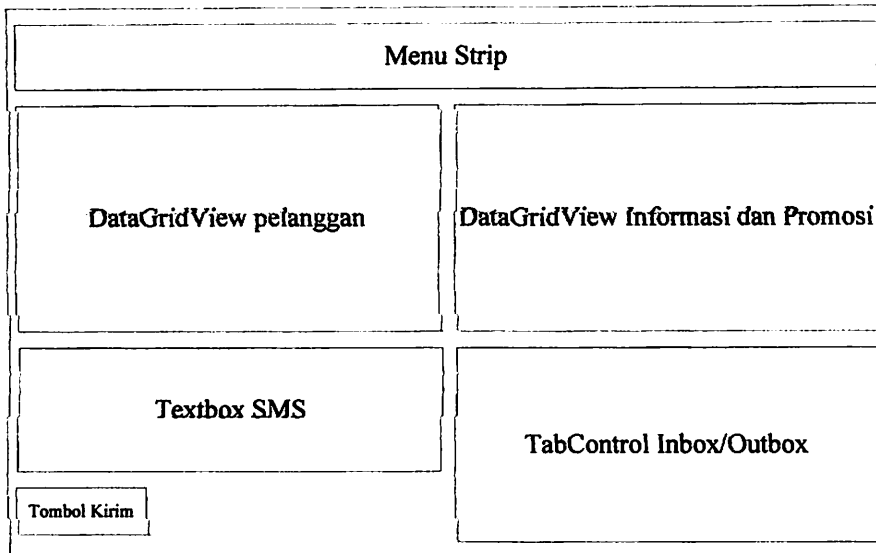 Menu Strip
DataGridView pelanggan
DataGridView Informasi dan Promosi
Textbox SMS
TabControl Inbox/Outbox
Tombol Kirim